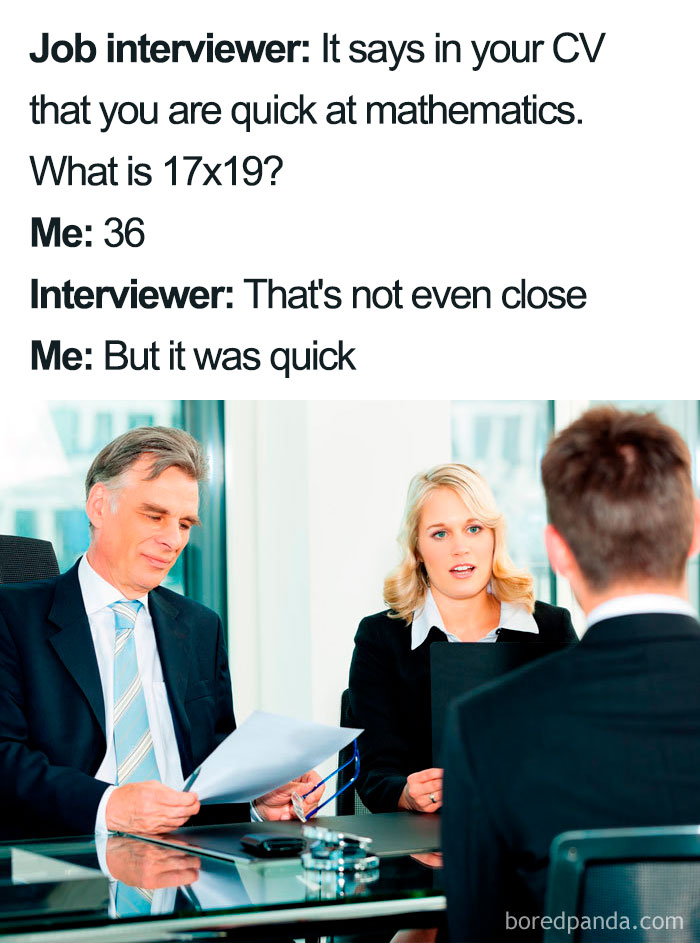 Job interviewer: It says in your CV
that you are quick at mathematics.
What is 17x19?
Me: 36
Interviewer: That's not even close
Me: But it was quick
boredpanda.com